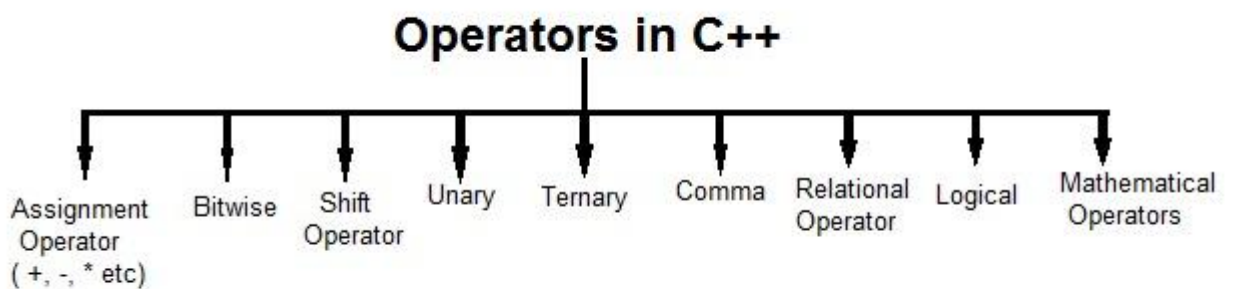 Operators in C++
Assignment
Operator
( +, -, * etc)
Bitwise
Shift
Operator
Unary
Ternary
Comma
Relational
Operator
Logical
Mathematical
Operators